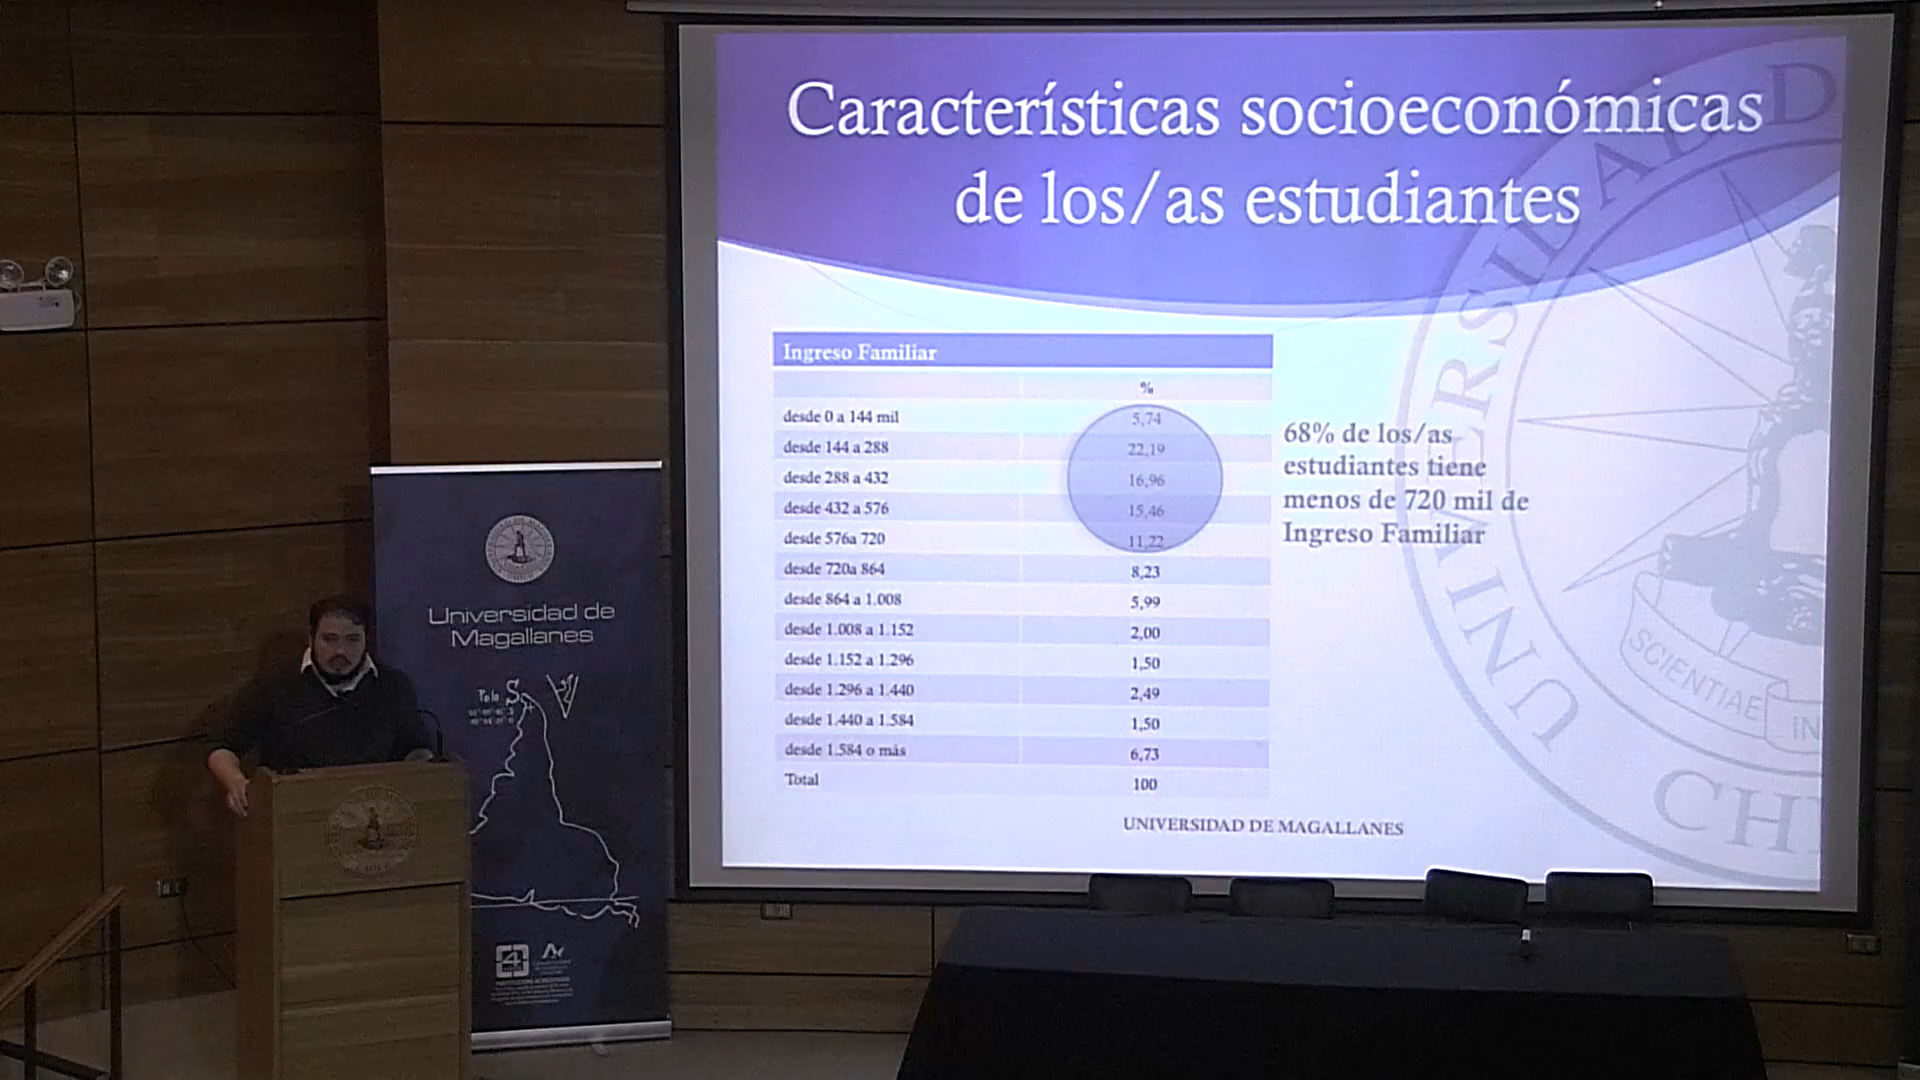 Características socioeconómicas
de los/as estudiantes
Ingreso Familiar
%
desde 0 a 144 mil 5,74
desde 144 a 288 22,19
desde 288 a 432 16,96
desde 432 a 576 15,46
desde 576a 720 11,22
desde 720a 864 8,23
desde 864 a 1.008 5,99
desde 1.008 a 1.152 2,00
desde 1.152 a 1.296 1,50
desde 1.296 a 1.440 2,49
desde 1.440 a 1.584 1,50
desde 1.584 o más 6,73
Total 100
68% de los/as
estudiantes tiene
menos de 720 mil de
Ingreso Familiar
UNIVERSIDAD DE MAGALLANES
UNIVERSIDAD D
SCIENTIAE IN
CH
Universidad de
Magallanes
4